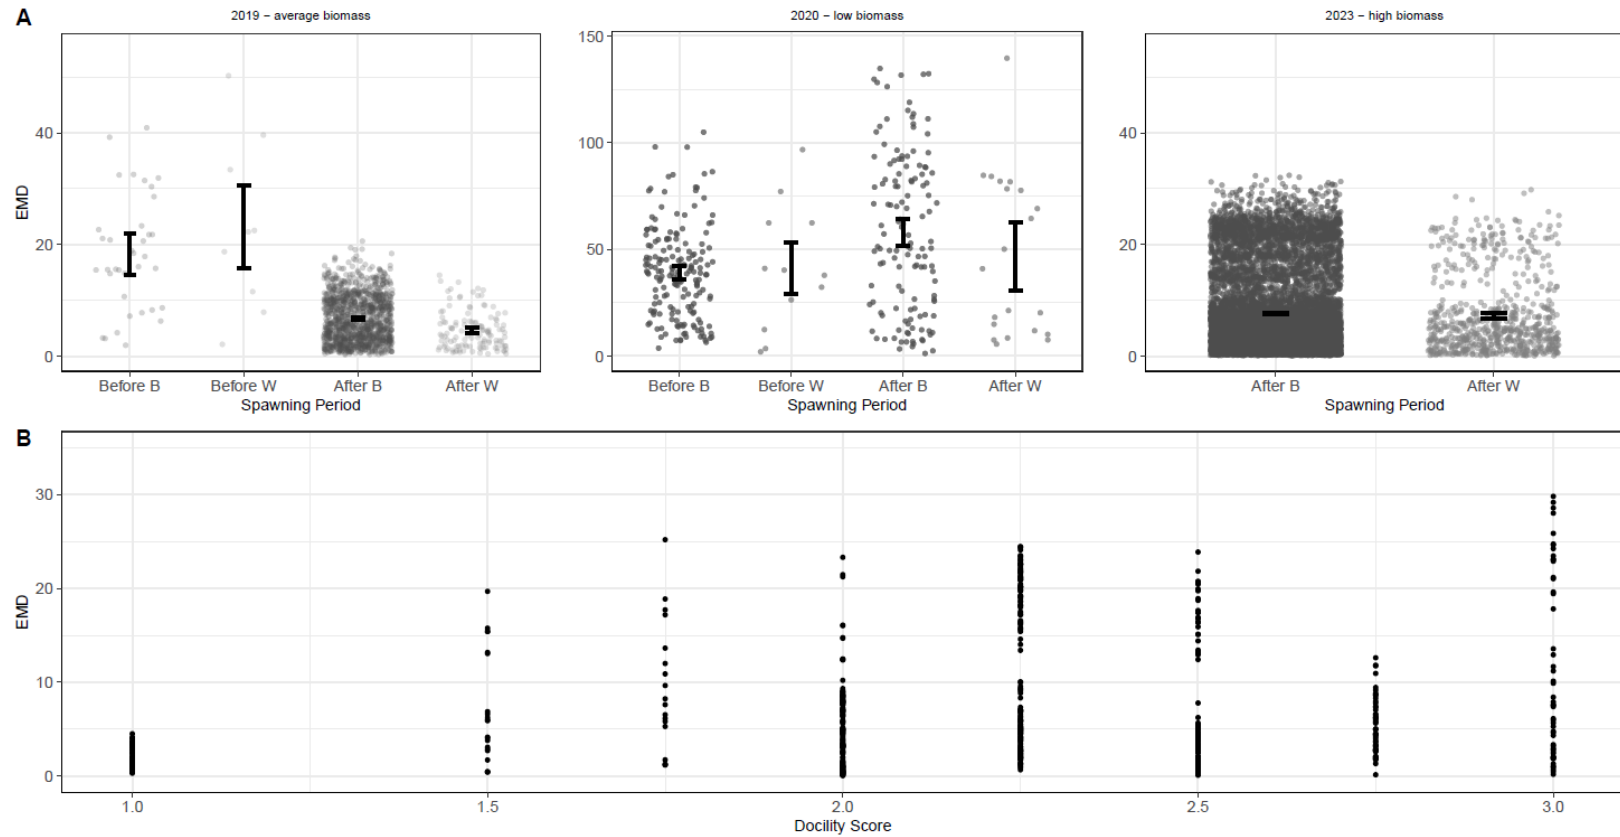 A
2019 − average biomass
EMD
40
20
0
Before B
Before W
After B
After W
Spawning Period
2020 − low biomass
150
100
50
0
Before B
Before W
After B
After W
Spawning Period
2023 − high biomass
40
20
0
After B
After W
Spawning Period
B
EMD
30
20
10
0
1.0
1.5
2.0
2.5
3.0
Docility Score